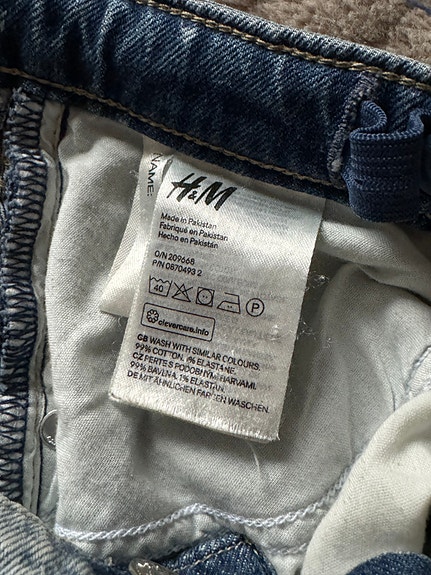 NAME:
H&M
Made in Pakistan
Fabriqué en Pakistan
Hecho en Pakistán
O/N 209668
P/N 0870493 2
40 P
clevercare.info
GB WASH WITH SIMILAR COLOURS.
99% COTTON, 1% ELASTANE.
CZ PERTE S PODOBNÝMI BARVAMI.
99% BAVLNA, 1% ELASTAN.
DE MIT ÄHNLICHEN FARBEN WASCHEN.